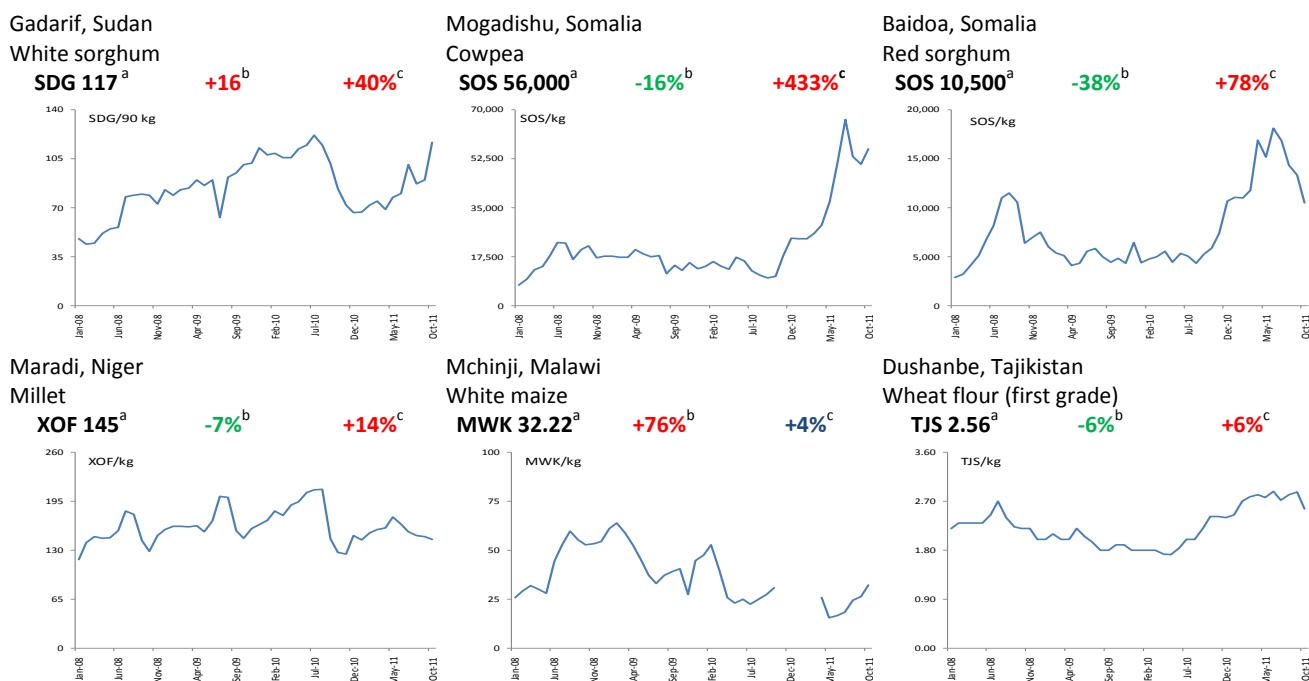 Gadarif, Sudan
White sorghum
SDG 117 a +16 b +40% c
SDG/90 kg
140
105
70
35
0
Jan-08 Jun-08 Nov-08 Apr-09 Sep-09 Feb-10 Jul-10 Dec-10 May-11 Oct-11
Mogadishu, Somalia
Cowpea
SOS 56,000 a -16% b +433% c
SOS/kg
70,000
52,500
35,000
17,500
0
Jan-08 Jun-08 Nov-08 Apr-09 Sep-09 Feb-10 Jul-10 Dec-10 May-11 Oct-11
Baidoa, Somalia
Red sorghum
SOS 10,500 a -38% b +78% c
SOS/kg
20,000
15,000
10,000
5,000
0
Jan-08 Jun-08 Nov-08 Apr-09 Sep-09 Feb-10 Jul-10 Dec-10 May-11 Oct-11
Maradi, Niger
Millet
XOF 145 a -7% b +14% c
XOF/kg
260
195
130
65
0
Jan-08 Jun-08 Nov-08 Apr-09 Sep-09 Feb-10 Jul-10 Dec-10 May-11 Oct-11
Mchinji, Malawi
White maize
MWK 32.22 a +76% b +4% c
MWK/kg
100
75
50
25
0
Jan-08 Jun-08 Nov-08 Apr-09 Sep-09 Feb-10 Jul-10 Dec-10 May-11 Oct-11
Dushanbe, Tajikistan
Wheat flour (first grade)
TJS 2.56 a -6% b +6% c
TJS/kg
3.60
2.70
1.80
0.90
0.00
Jan-08 Jun-08 Nov-08 Apr-09 Sep-09 Feb-10 Jul-10 Dec-10 May-11 Oct-11